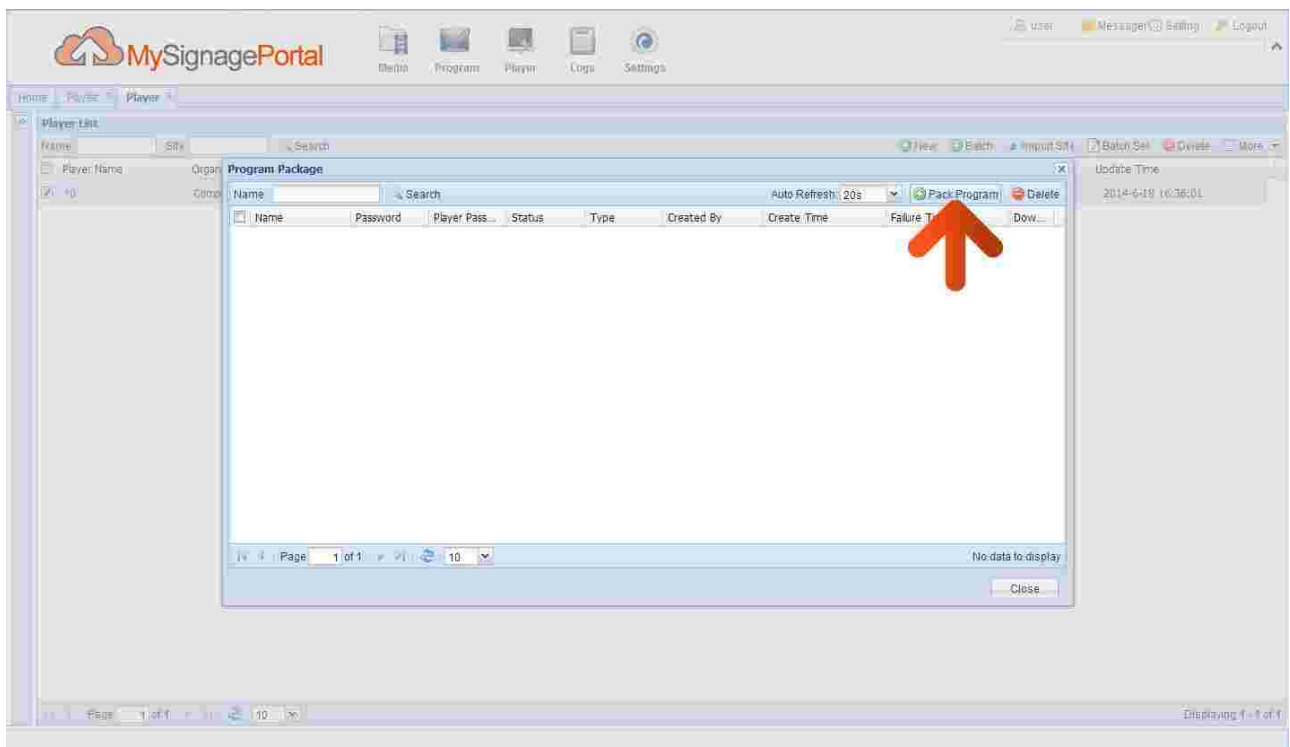 user Messager Setting Logout
MySignagePortal
Media Program Player Logs Settings
Home Player Player
Player List
Name S/N Search New Batch Import S/N Batch Set Delete More
Player Name Update Time
2014-6-18 16:36:01
Program Package
Name Search Auto Refresh: 20s Pack Program Delete
Name Password Player Pass... Status Type Created By Create Time Failure Dow...
Page 1 of 1 10 No data to display
Close
Page 1 of 1 10 Displaying 1 - 1 of 1